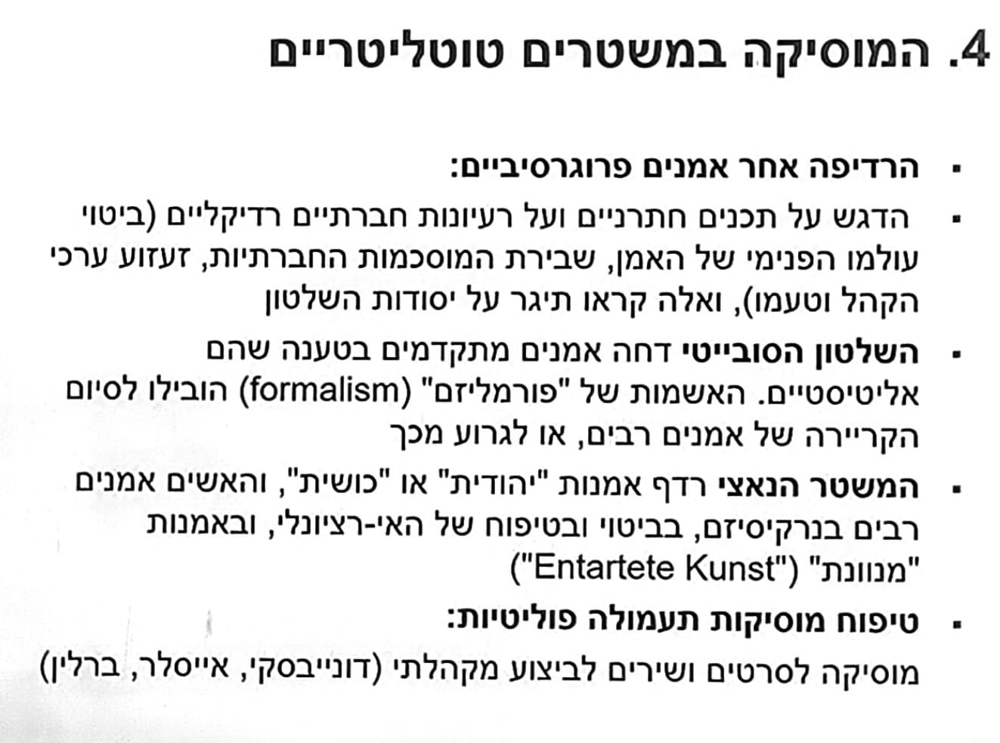 4. המוסיקה במשטרים טוטליטריים
▪ הרדיפה אחר אמנים פרוגרסיביים:
▪ הדגש על תכנים חתרניים ועל רעיונות חברתיים רדיקליים (ביטוי
עולמו הפנימי של האמן, שבירת המוסכמות החברתיות, זעזוע ערכי
הקהל וטעמו), ואלה קראו תיגר על יסודות השלטון
▪ השלטון הסובייטי דחה אמנים מתקדמים בטענה שהם
אליטיסטיים. האשמות של "פורמליזם" (formalism) הובילו לסיום
הקריירה של אמנים רבים, או לגרוע מכך
▪ המשטר הנאצי רדף אמנות "יהודית" או "כושית", והאשים אמנים
רבים בנרקיסיזם, בביטוי ובטיפוח של האי-רציונלי, ובאמנות
"מנוונת" ("Entartete Kunst")
▪ טיפוח מוסיקות תעמולה פוליטיות:
מוסיקה לסרטים ושירים לביצוע מקהלתי (דונייבסקי, אייסלר, ברלין)